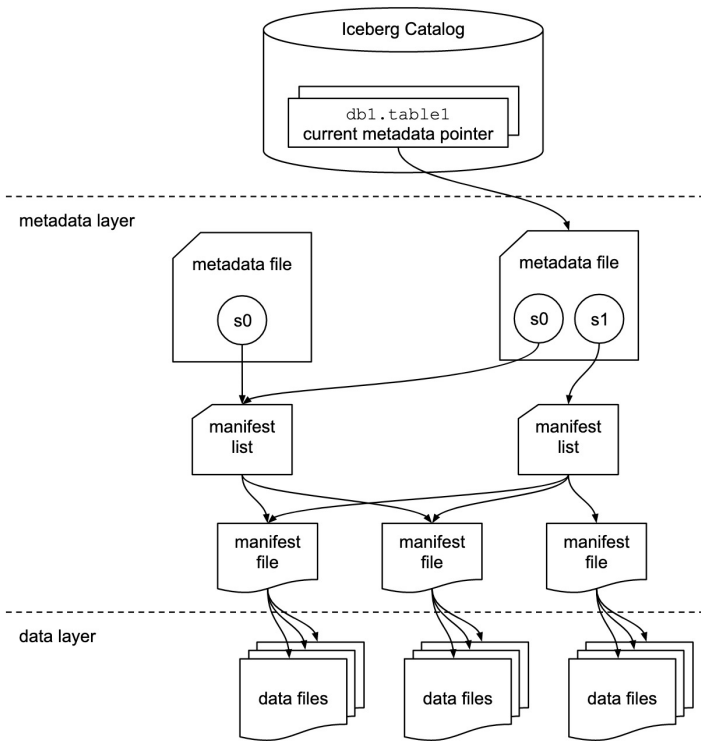 Iceberg Catalog
db1.table1
current metadata pointer
metadata layer
metadata file
s0
metadata file
s0
s1
manifest
list
manifest
list
manifest
file
manifest
file
manifest
file
data layer
data files
data files
data files